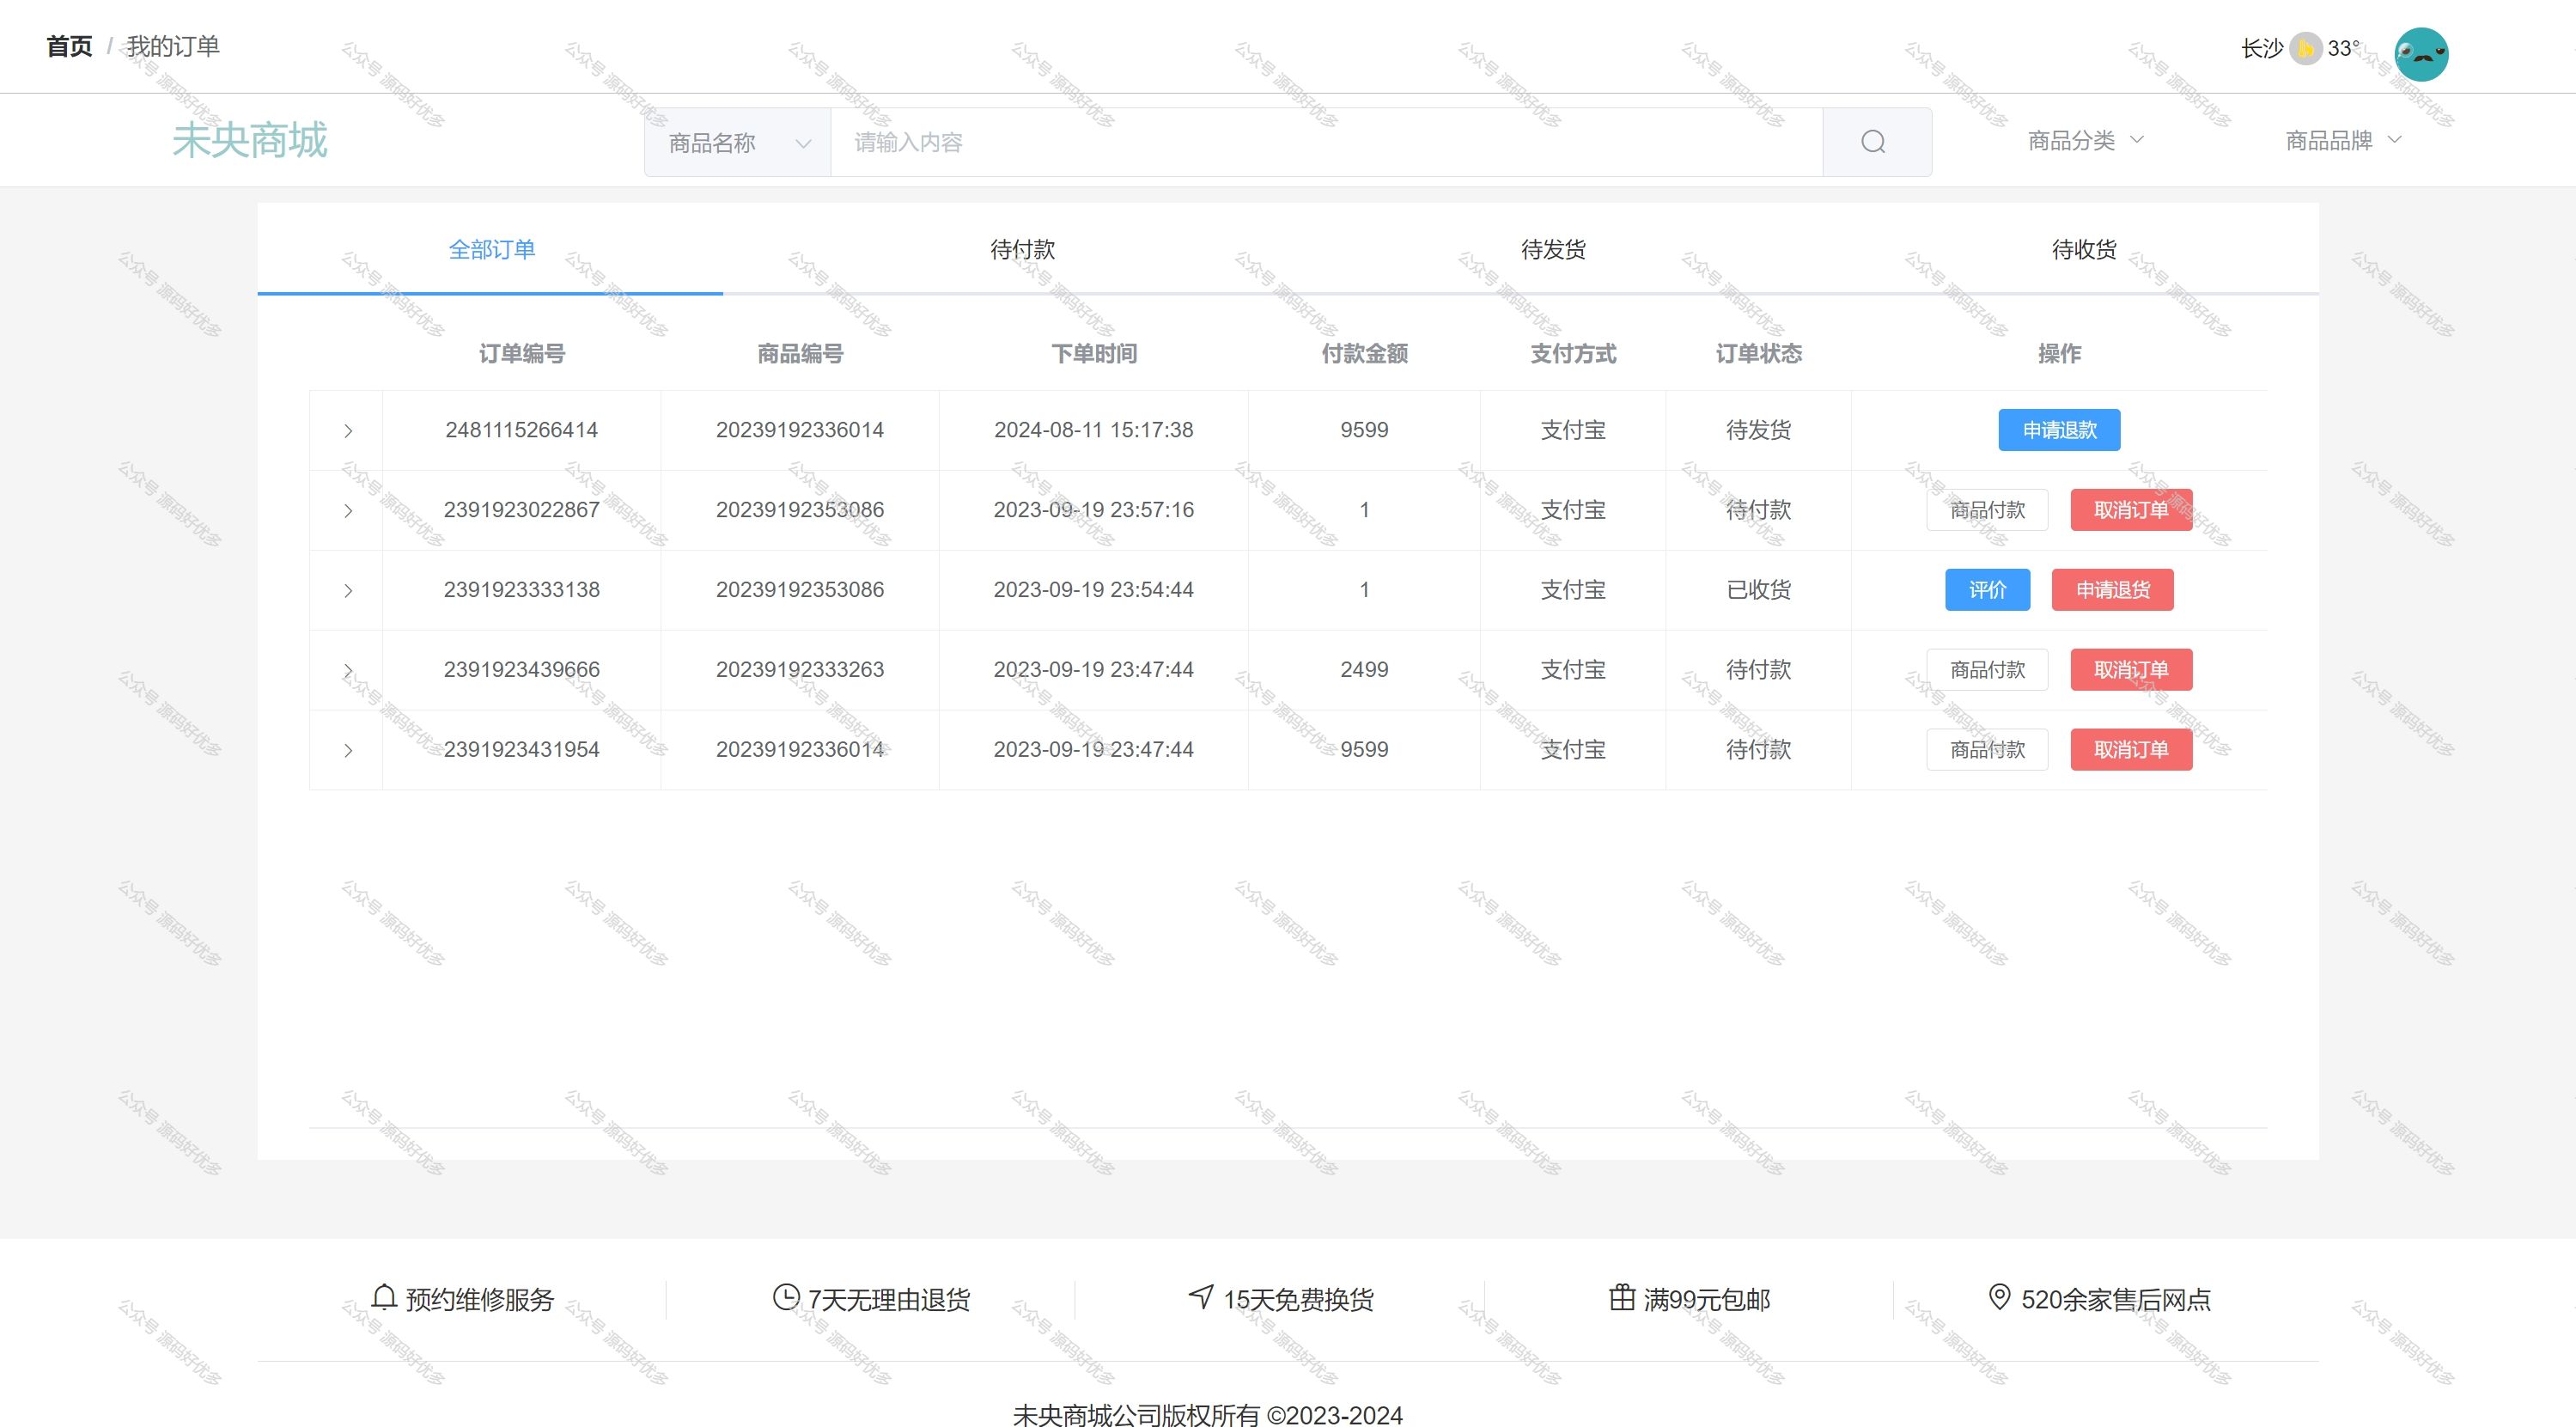 首页 / 我的订单
长沙 33°
未央商城
商品名称
请输入内容
商品分类
商品品牌
全部订单 待付款 待发货 待收货
订单编号 商品编号 下单时间 付款金额 支付方式 订单状态 操作
2481115266414 20239192336014 2024-08-11 15:17:38 9599 支付宝 待发货 申请退款
2391923022867 20239192353086 2023-09-19 23:57:16 1 支付宝 待付款 商品付款 取消订单
2391923333138 20239192353086 2023-09-19 23:54:44 1 支付宝 已收货 评价 申请退货
2391923439666 20239192333263 2023-09-19 23:47:44 2499 支付宝 待付款 商品付款 取消订单
2391923431954 20239192336014 2023-09-19 23:47:44 9599 支付宝 待付款 商品付款 取消订单
预约维修服务 7天无理由退货 15天免费换货 满99元包邮 520余家售后网点
未央商城公司版权所有 ©2023-2024
公众号 源码好优多